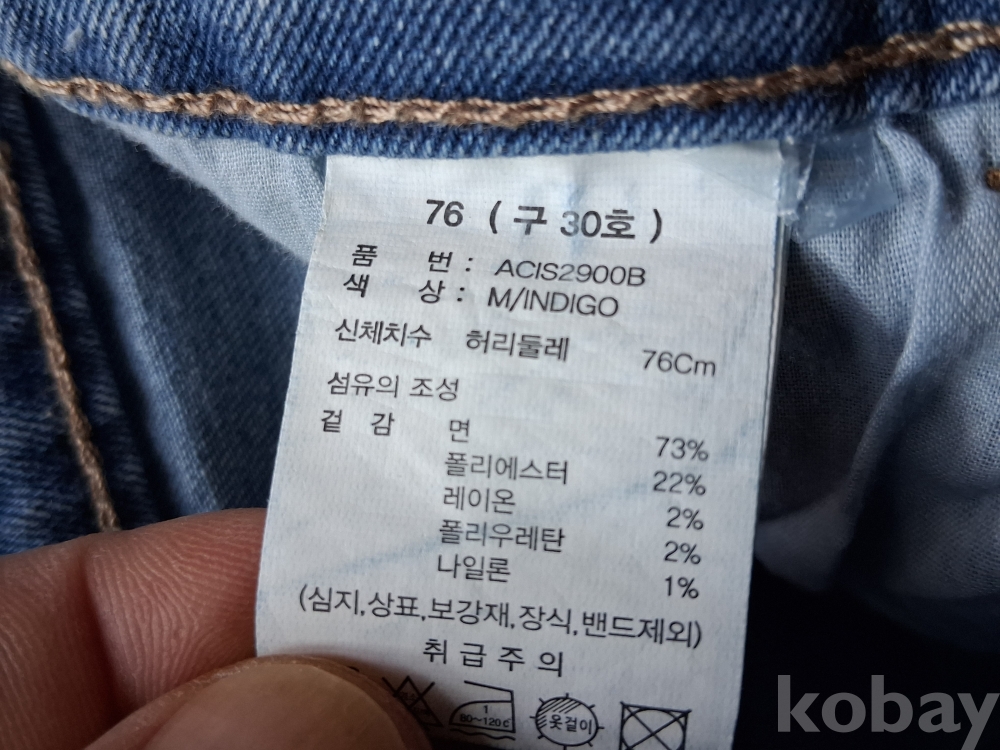 76 ( 구 30호 )
품 번 : ACIS2900B
색 상 : M/INDIGO
신체치수 허리둘레 76Cm
섬유의 조성
겉 감 면 73%
폴리에스터 22%
레이온 2%
폴리우레탄 2%
나일론 1%
(심지,상표,보강재,장식,밴드제외)
취급주의
1
80~120℃
옷걸이
kobay